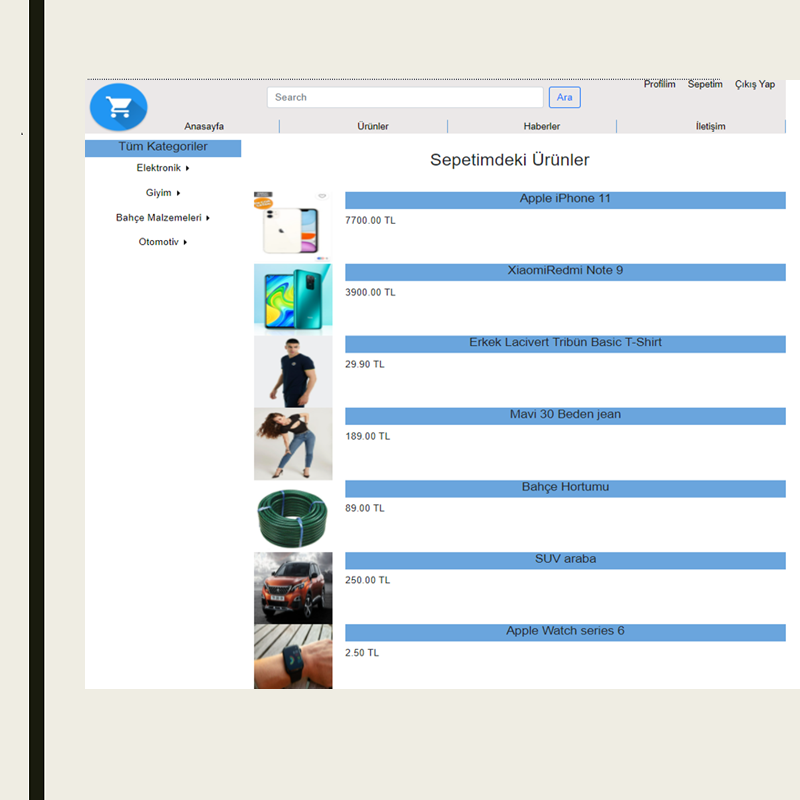 Profilim Sepetim Çıkış Yap
Search Ara
Anasayfa Ürünler Haberler İletişim
Tüm Kategoriler
Elektronik
Giyim
Bahçe Malzemeleri
Otomotiv
Sepetimdeki Ürünler
Apple iPhone 11
7700.00 TL
XiaomiRedmi Note 9
3900.00 TL
Erkek Lacivert Tribün Basic T-Shirt
29.90 TL
Mavi 30 Beden jean
189.00 TL
Bahçe Hortumu
89.00 TL
SUV araba
250.00 TL
Apple Watch series 6
2.50 TL